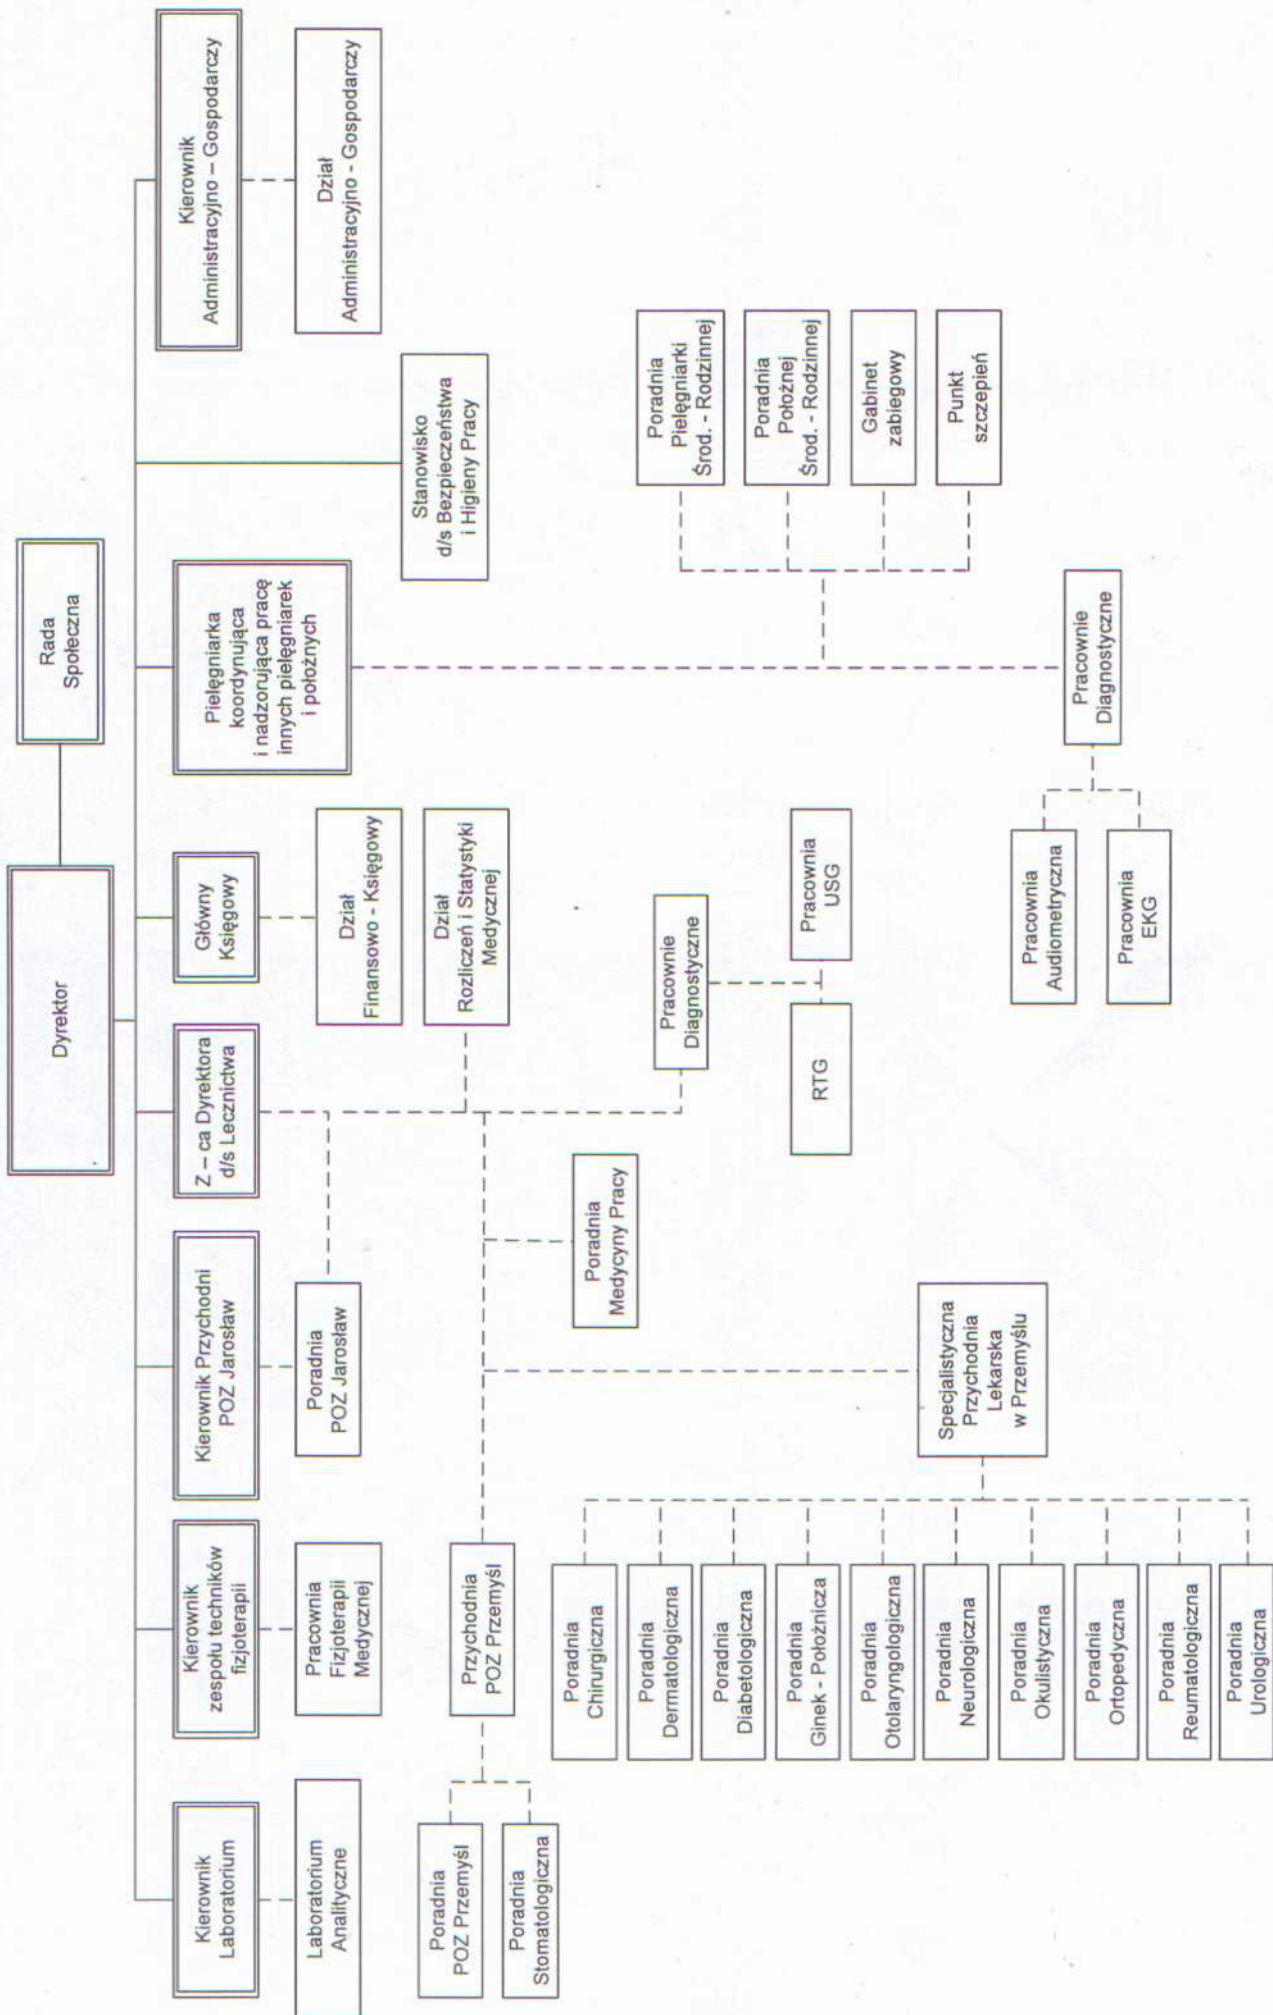 Dyrektor
Rada
Społeczna
Kierownik
Laboratorium
Kierownik
zespołu techników
fizjoterapii
Kierownik Przychodni
POZ Jarosław
Z – ca Dyrektora
d/s Lecznictwa
Główny
Księgowy
Pielęgniarka
koordynująca
i nadzorująca pracę
innych pielęgniarek
i położnych
Stanowisko
d/s Bezpieczeństwa
i Higieny Pracy
Kierownik
Administracyjno – Gospodarczy
Laboratorium
Analityczne
Pracownia
Fizjoterapii
Medycznej
Poradnia
POZ Jarosław
Dział
Finansowo - Księgowy
Dział
Administracyjno - Gospodarczy
Dział
Rozliczeń i Statystyki
Medycznej
Poradnia
POZ Przemyśl
Poradnia
Stomatologiczna
Przychodnia
POZ Przemyśl
Poradnia
Medycyny Pracy
Pracownie
Diagnostyczne
RTG
Pracownia
USG
Poradnia
Pielęgniarki
Środ. - Rodzinnej
Poradnia
Położnej
Środ. - Rodzinnej
Gabinet
zabiegowy
Punkt
szczepień
Poradnia
Chirurgiczna
Poradnia
Dermatologiczna
Poradnia
Diabetologiczna
Poradnia
Ginek - Położnicza
Poradnia
Otolaryngologiczna
Poradnia
Neurologiczna
Poradnia
Okulistyczna
Poradnia
Ortopedyczna
Poradnia
Reumatologiczna
Poradnia
Urologiczna
Specjalistyczna
Przychodnia
Lekarska
w Przemyślu
Pracownie
Diagnostyczne
Pracownia
Audiometryczna
Pracownia
EKG